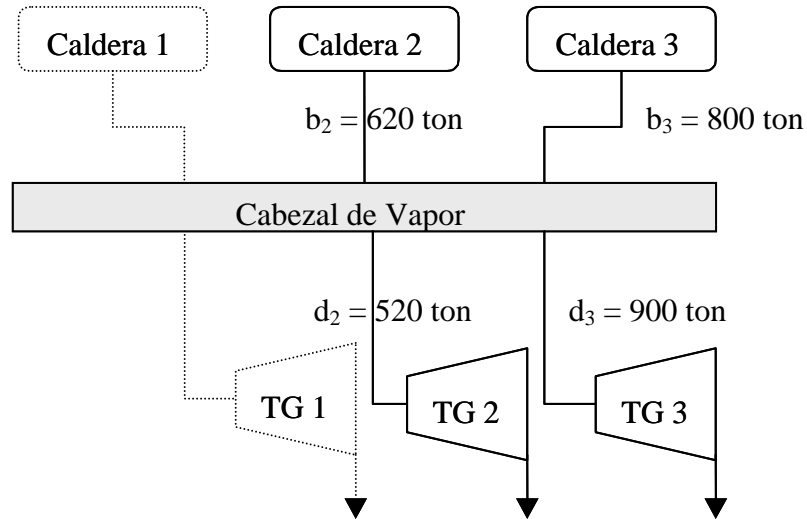 Caldera 1
Caldera 2
Caldera 3
b₂ = 620 ton
b₃ = 800 ton
Cabezal de Vapor
d₂ = 520 ton
d₃ = 900 ton
TG 1
TG 2
TG 3